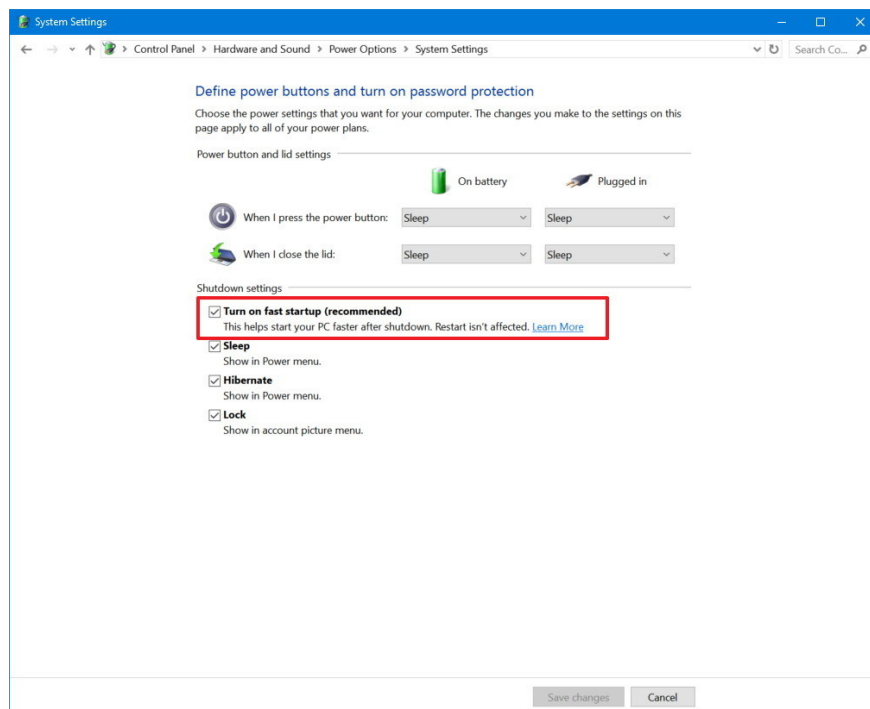 System Settings
Control Panel > Hardware and Sound > Power Options > System Settings
Search Co...
Define power buttons and turn on password protection
Choose the power settings that you want for your computer. The changes you make to the settings on this
page apply to all of your power plans.
Power button and lid settings
On battery
Plugged in
When I press the power button: Sleep Sleep
When I close the lid: Sleep Sleep
Shutdown settings
Turn on fast startup (recommended)
This helps start your PC faster after shutdown. Restart isn't affected. Learn More
Sleep
Show in Power menu.
Hibernate
Show in Power menu.
Lock
Show in account picture menu.
Save changes Cancel